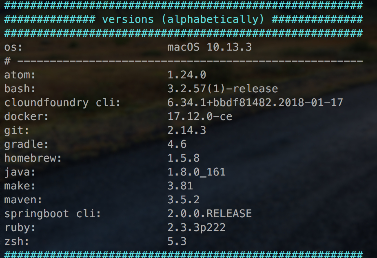 #######################################################
############## versions (alphabetically) ##############
#######################################################
os: macOS 10.13.3
# -----------------------------------------------------
atom: 1.24.0
bash: 3.2.57(1)-release
cloundfoundry cli: 6.34.1+bbdf81482.2018-01-17
docker: 17.12.0-ce
git: 2.14.3
gradle: 4.6
homebrew: 1.5.8
java: 1.8.0_161
make: 3.81
maven: 3.5.2
springboot cli: 2.0.0.RELEASE
ruby: 2.3.3p222
zsh: 5.3
#######################################################